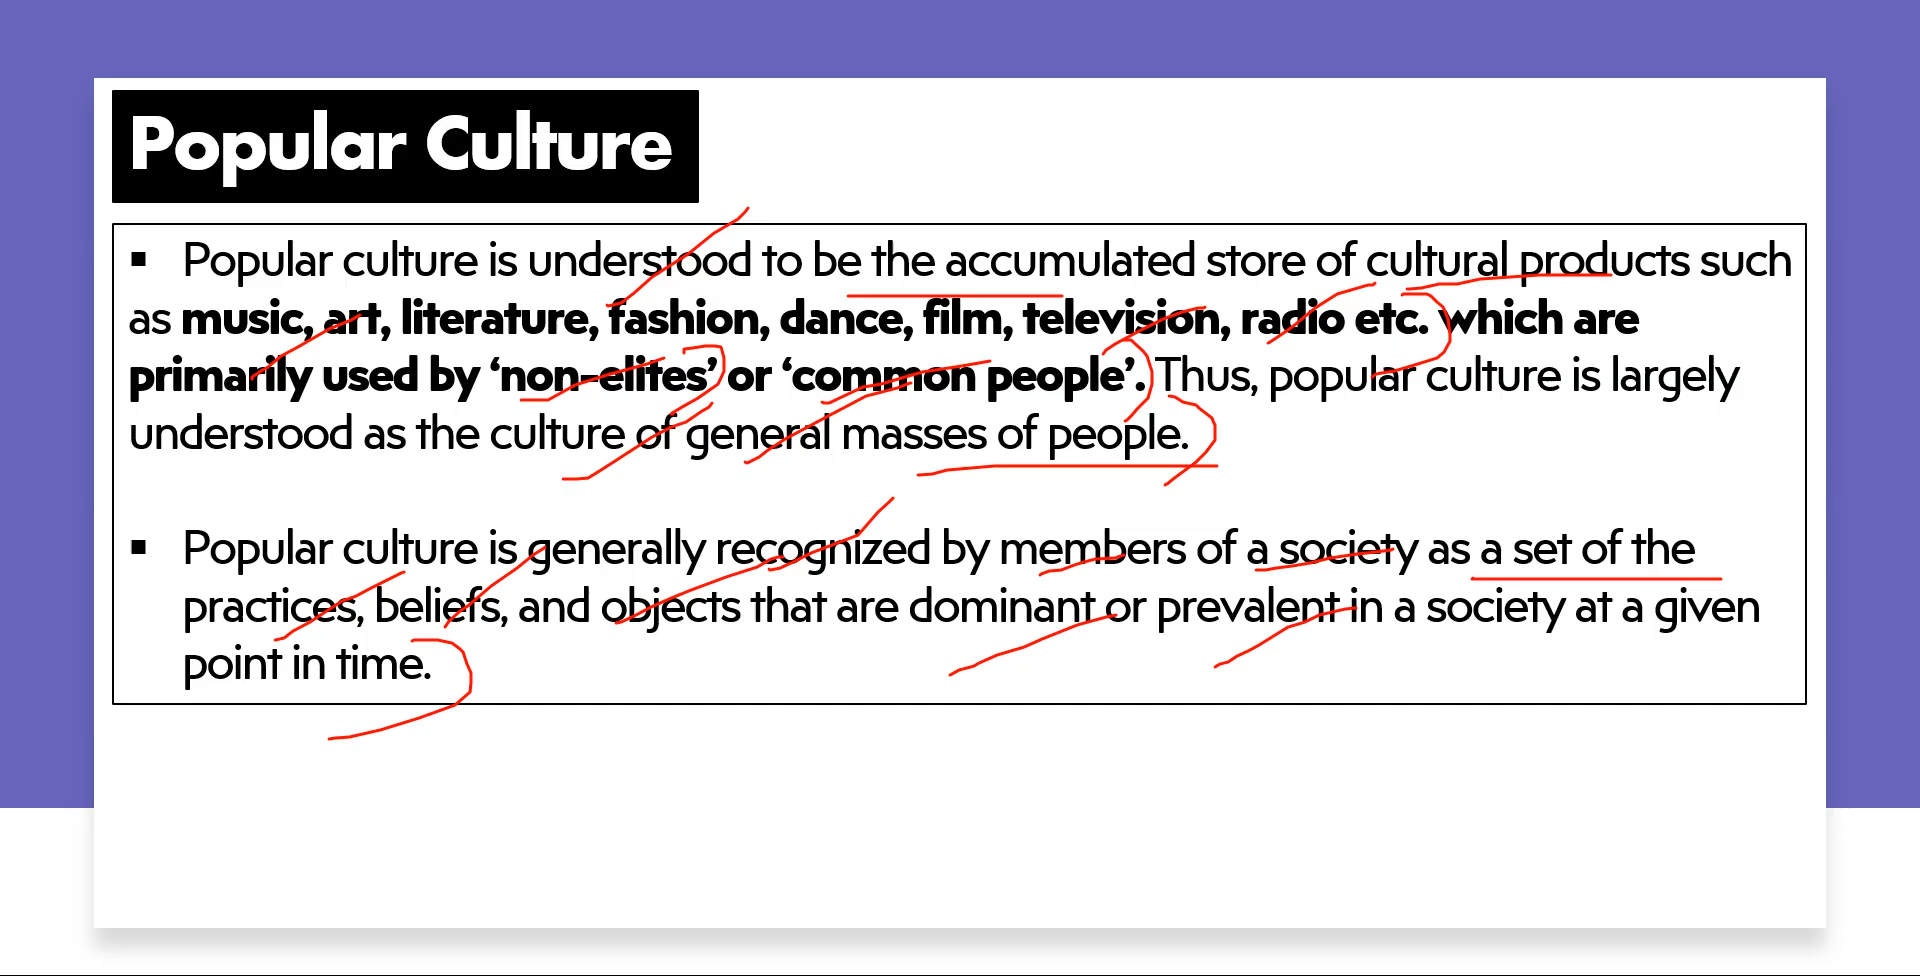 Popular Culture
▪ Popular culture is understood to be the accumulated store of cultural products such
as music, art, literature, fashion, dance, film, television, radio etc. which are
primarily used by ‘non-elites’ or ‘common people’. Thus, popular culture is largely
understood as the culture of general masses of people.
▪ Popular culture is generally recognized by members of a society as a set of the
practices, beliefs, and objects that are dominant or prevalent in a society at a given
point in time.